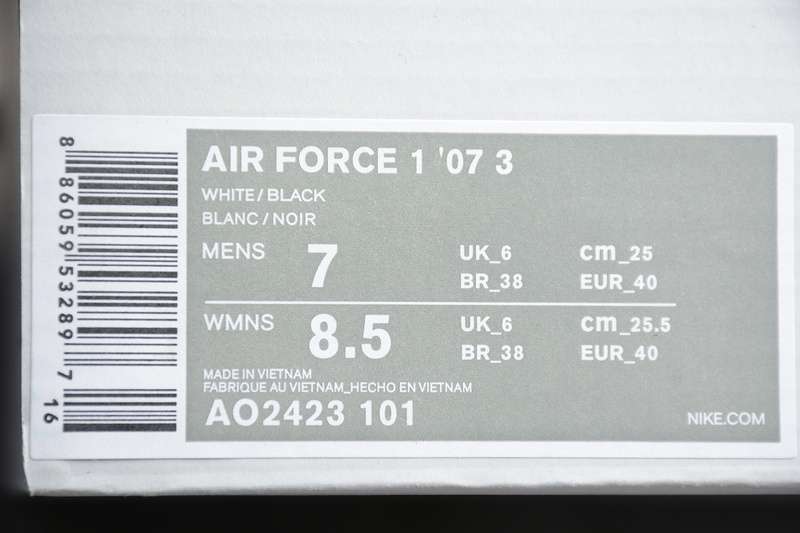 8 86059 53289 7
16
AIR FORCE 1 '07 3
WHITE / BLACK
BLANC / NOIR
MENS 7 UK_6 cm_25
BR_38 EUR_40
WMNS 8.5 UK_6 cm_25.5
BR_38 EUR_40
MADE IN VIETNAM
FABRIQUE AU VIETNAM_HECHO EN VIETNAM
AO2423 101
NIKE.COM